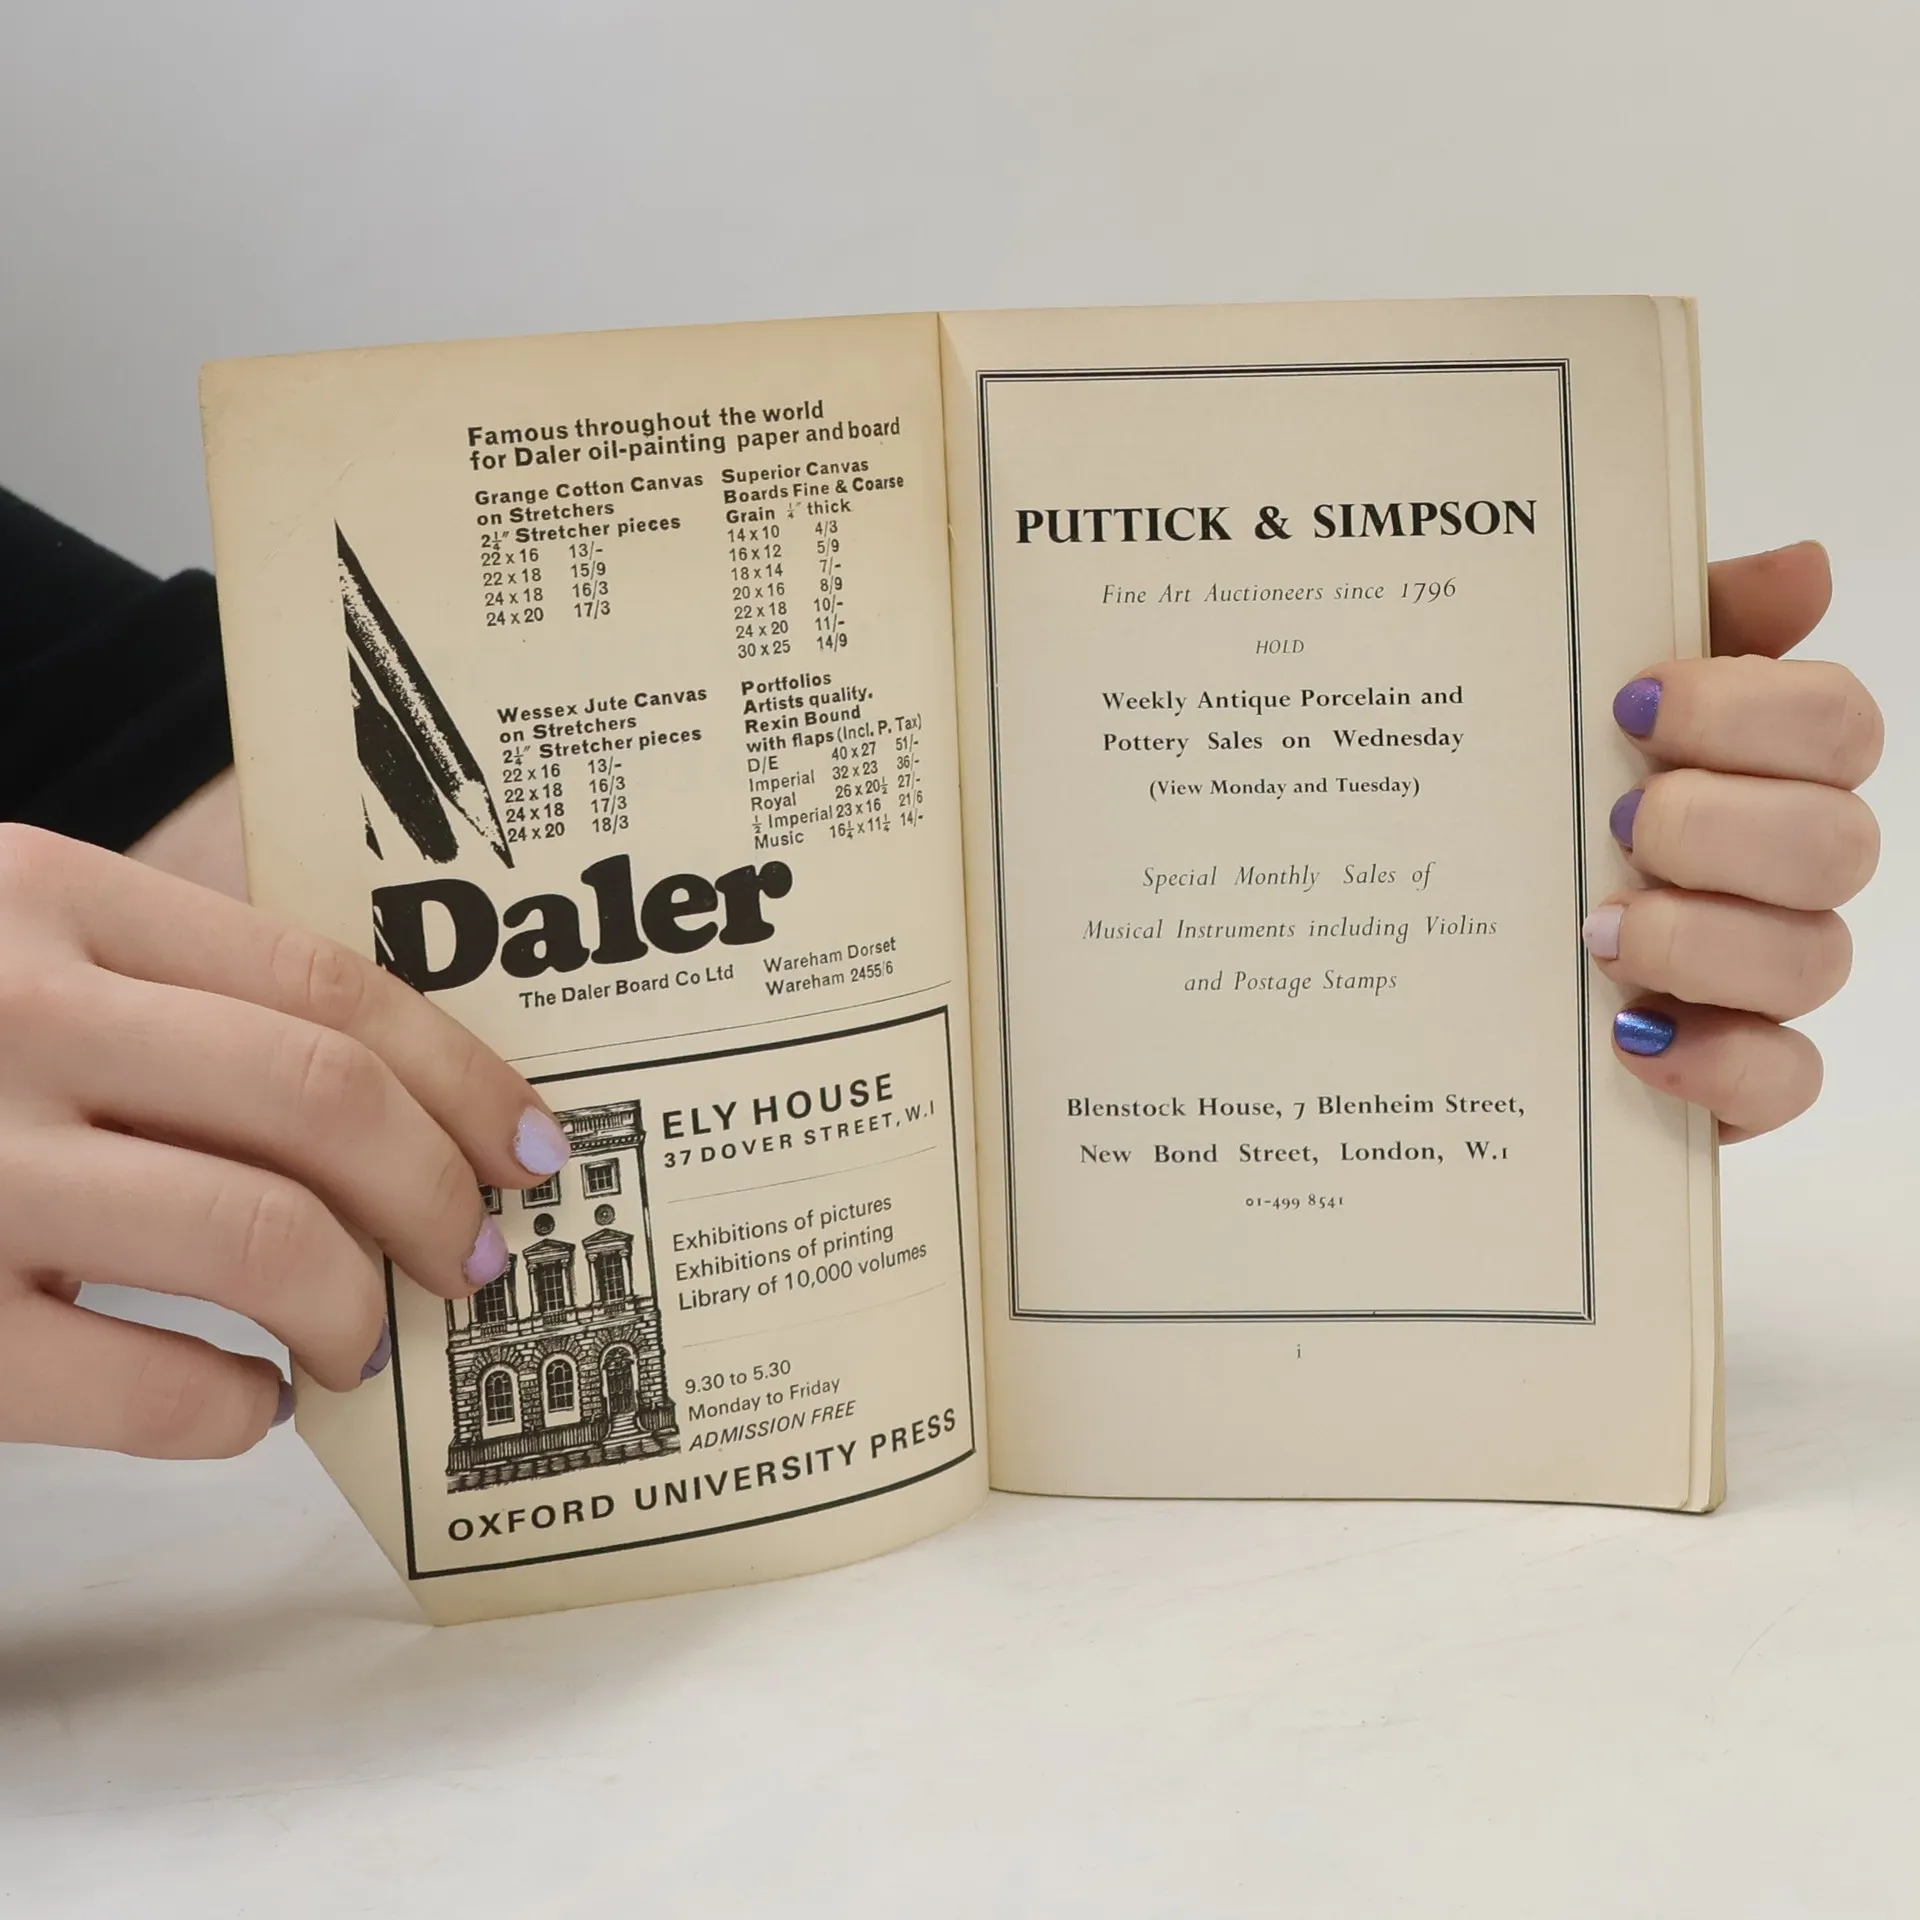 Famous throughout the world
for Daler oil-painting paper and board
Grange Cotton Canvas
on Stretchers
2¼″ Stretcher pieces
22 x 16 13/-
22 x 18 15/9
24 x 18 16/3
24 x 20 17/3
Superior Canvas
Boards Fine & Coarse
Grain ¼″ thick
14 x 10 4/3
16 x 12 5/9
18 x 14 7/-
20 x 16 8/9
22 x 18 10/-
24 x 20 11/-
30 x 25 14/9
Wessex Jute Canvas
on Stretchers
2¼″ Stretcher pieces
22 x 16 13/-
22 x 18 16/3
24 x 18 17/3
24 x 20 18/3
Portfolios
Artists quality.
Rexin Bound
with flaps (Incl. P. Tax)
D/E 40 x 27 51/-
Imperial 32 x 23 36/-
Royal 26 x 20½ 27/-
½ Imperial 23 x 16 21/6
Music 16¼ x 11¼ 14/-
Daler
The Daler Board Co Ltd
Wareham Dorset
Wareham 2455/6
ELY HOUSE
37 DOVER STREET, W.I
Exhibitions of pictures
Exhibitions of printing
Library of 10,000 volumes
9.30 to 5.30
Monday to Friday
ADMISSION FREE
OXFORD UNIVERSITY PRESS
PUTTICK & SIMPSON
Fine Art Auctioneers since 1796
HOLD
Weekly Antique Porcelain and
Pottery Sales on Wednesday
(View Monday and Tuesday)
Special Monthly Sales of
Musical Instruments including Violins
and Postage Stamps
Blenstock House, 7 Blenheim Street,
New Bond Street, London, W.1
01-499 8541
i